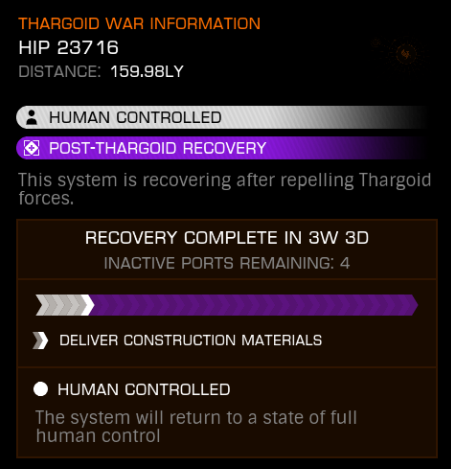 THARGOID WAR INFORMATION
HIP 23716
DISTANCE: 159.98LY
HUMAN CONTROLLED
POST-THARGOID RECOVERY
This system is recovering after repelling Thargoid
forces.
RECOVERY COMPLETE IN 3W 3D
INACTIVE PORTS REMAINING: 4
DELIVER CONSTRUCTION MATERIALS
HUMAN CONTROLLED
The system will return to a state of full
human control